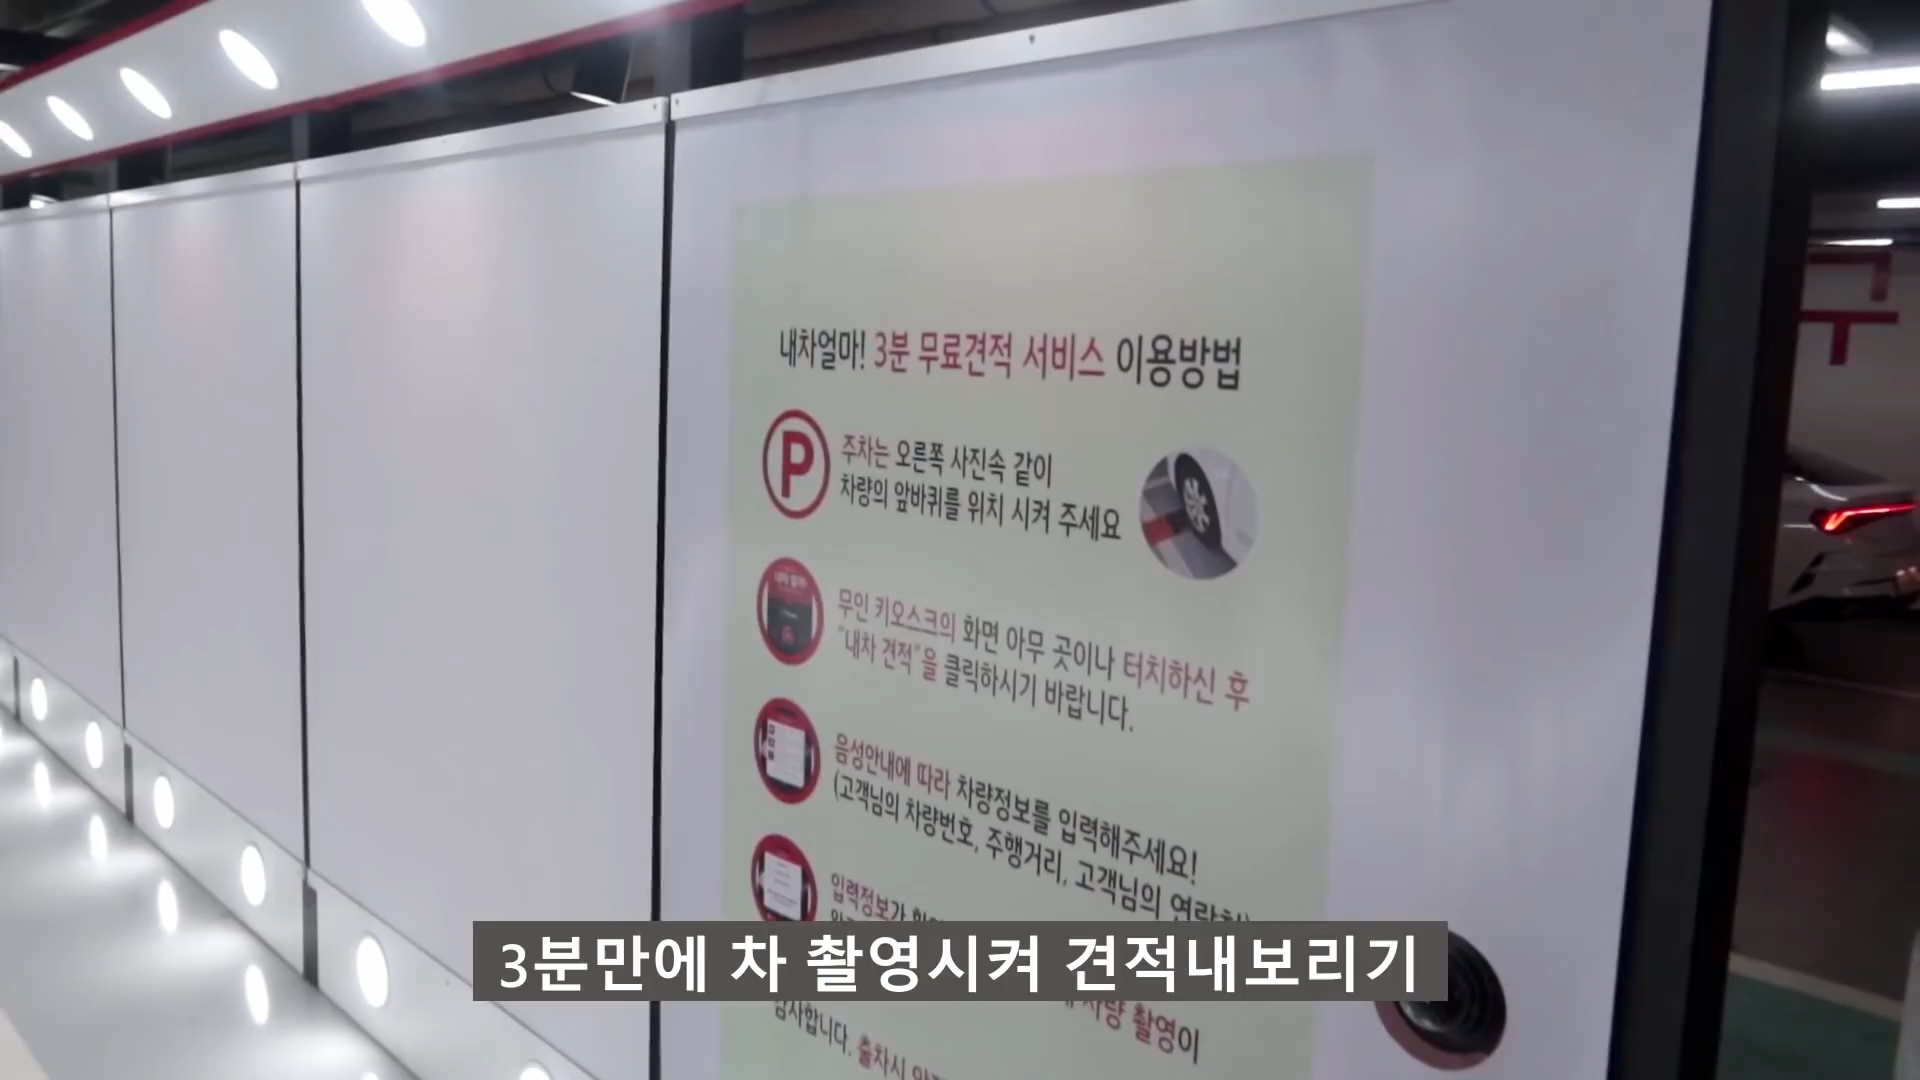 내차얼마! 3분 무료견적 서비스 이용방법
P
주차는 오른쪽 사진속 같이
차량의 앞바퀴를 위치 시켜 주세요
무인 키오스크의 화면 아무 곳이나 터치하신 후
"내차 견적"을 클릭하시기 바랍니다.
음성안내에 따라 차량정보를 입력해주세요!
(고객님의 차량번호, 주행거리, 고객님의
입력정보가
3분만에 차 촬영시켜 견적내보리기
차량 촬영이
감사합니다. 출차시